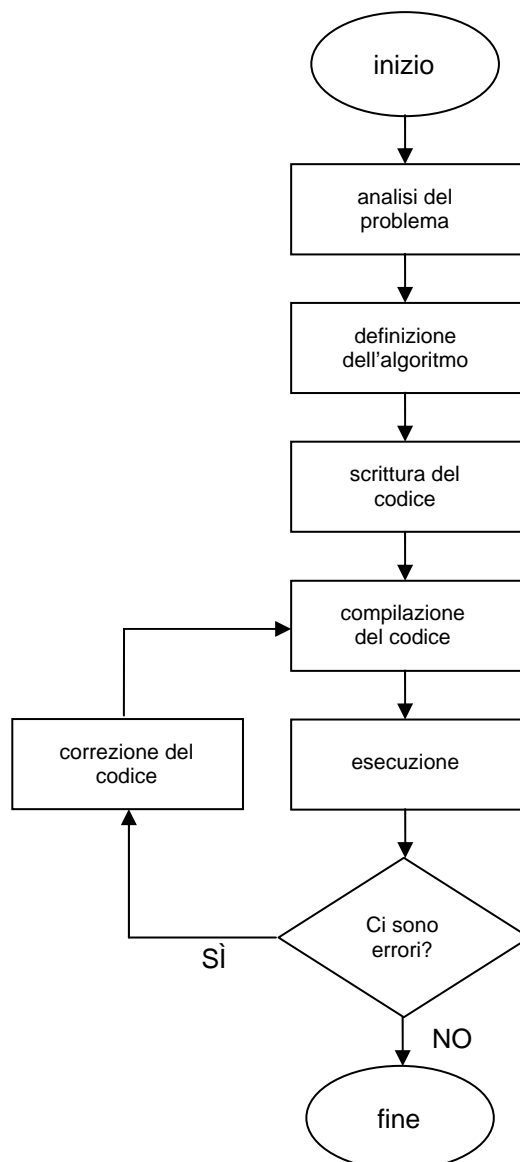 inizio
analisi del
problema
definizione
dell'algoritmo
scrittura del
codice
compilazione
del codice
correzione del
codice
esecuzione
Ci sono
errori?
SÌ
NO
fine